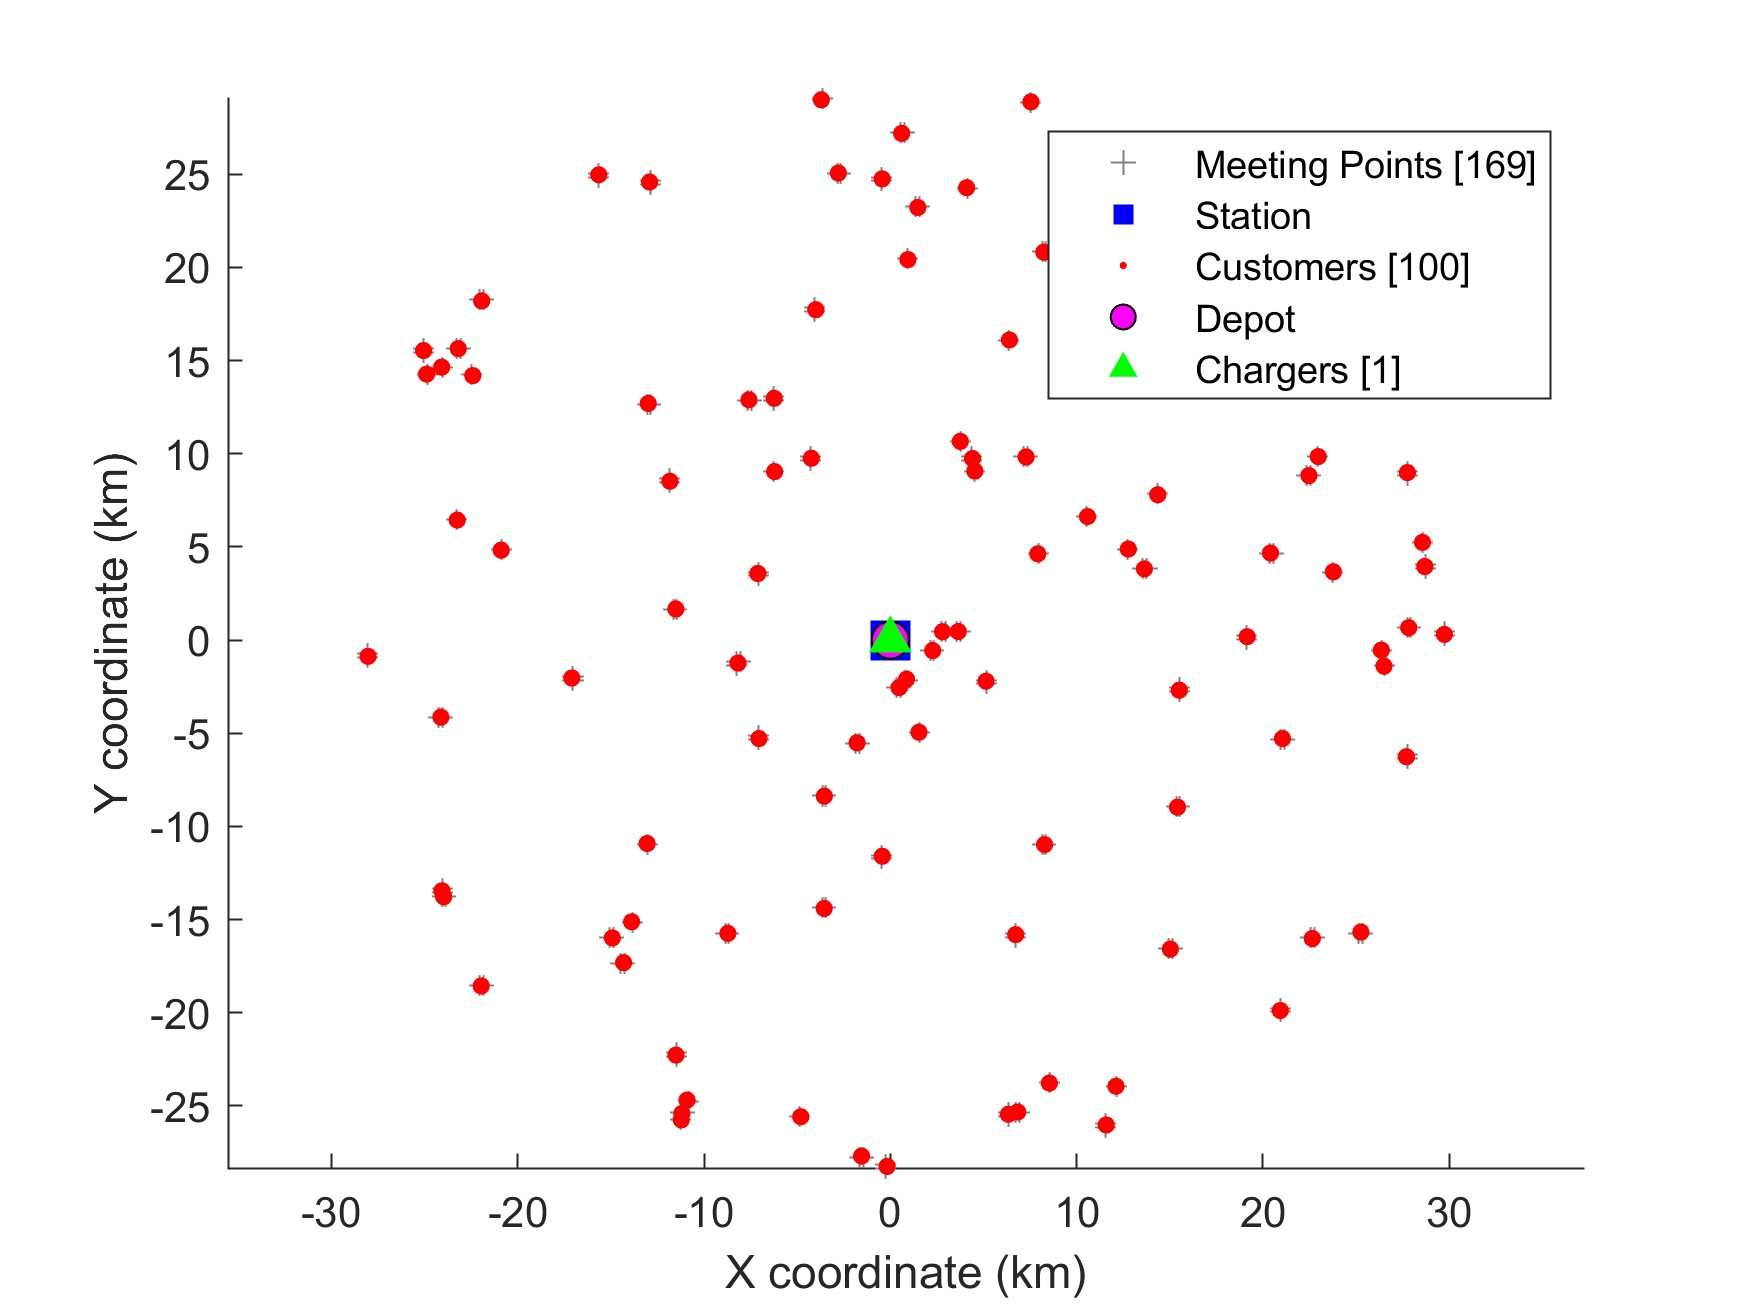 Meeting Points [169]
Station
Customers [100]
Depot
Chargers [1]
25
20
15
10
5
0
-5
-10
-15
-20
-25
Y coordinate (km)
-30 -20 -10 0 10 20 30
X coordinate (km)